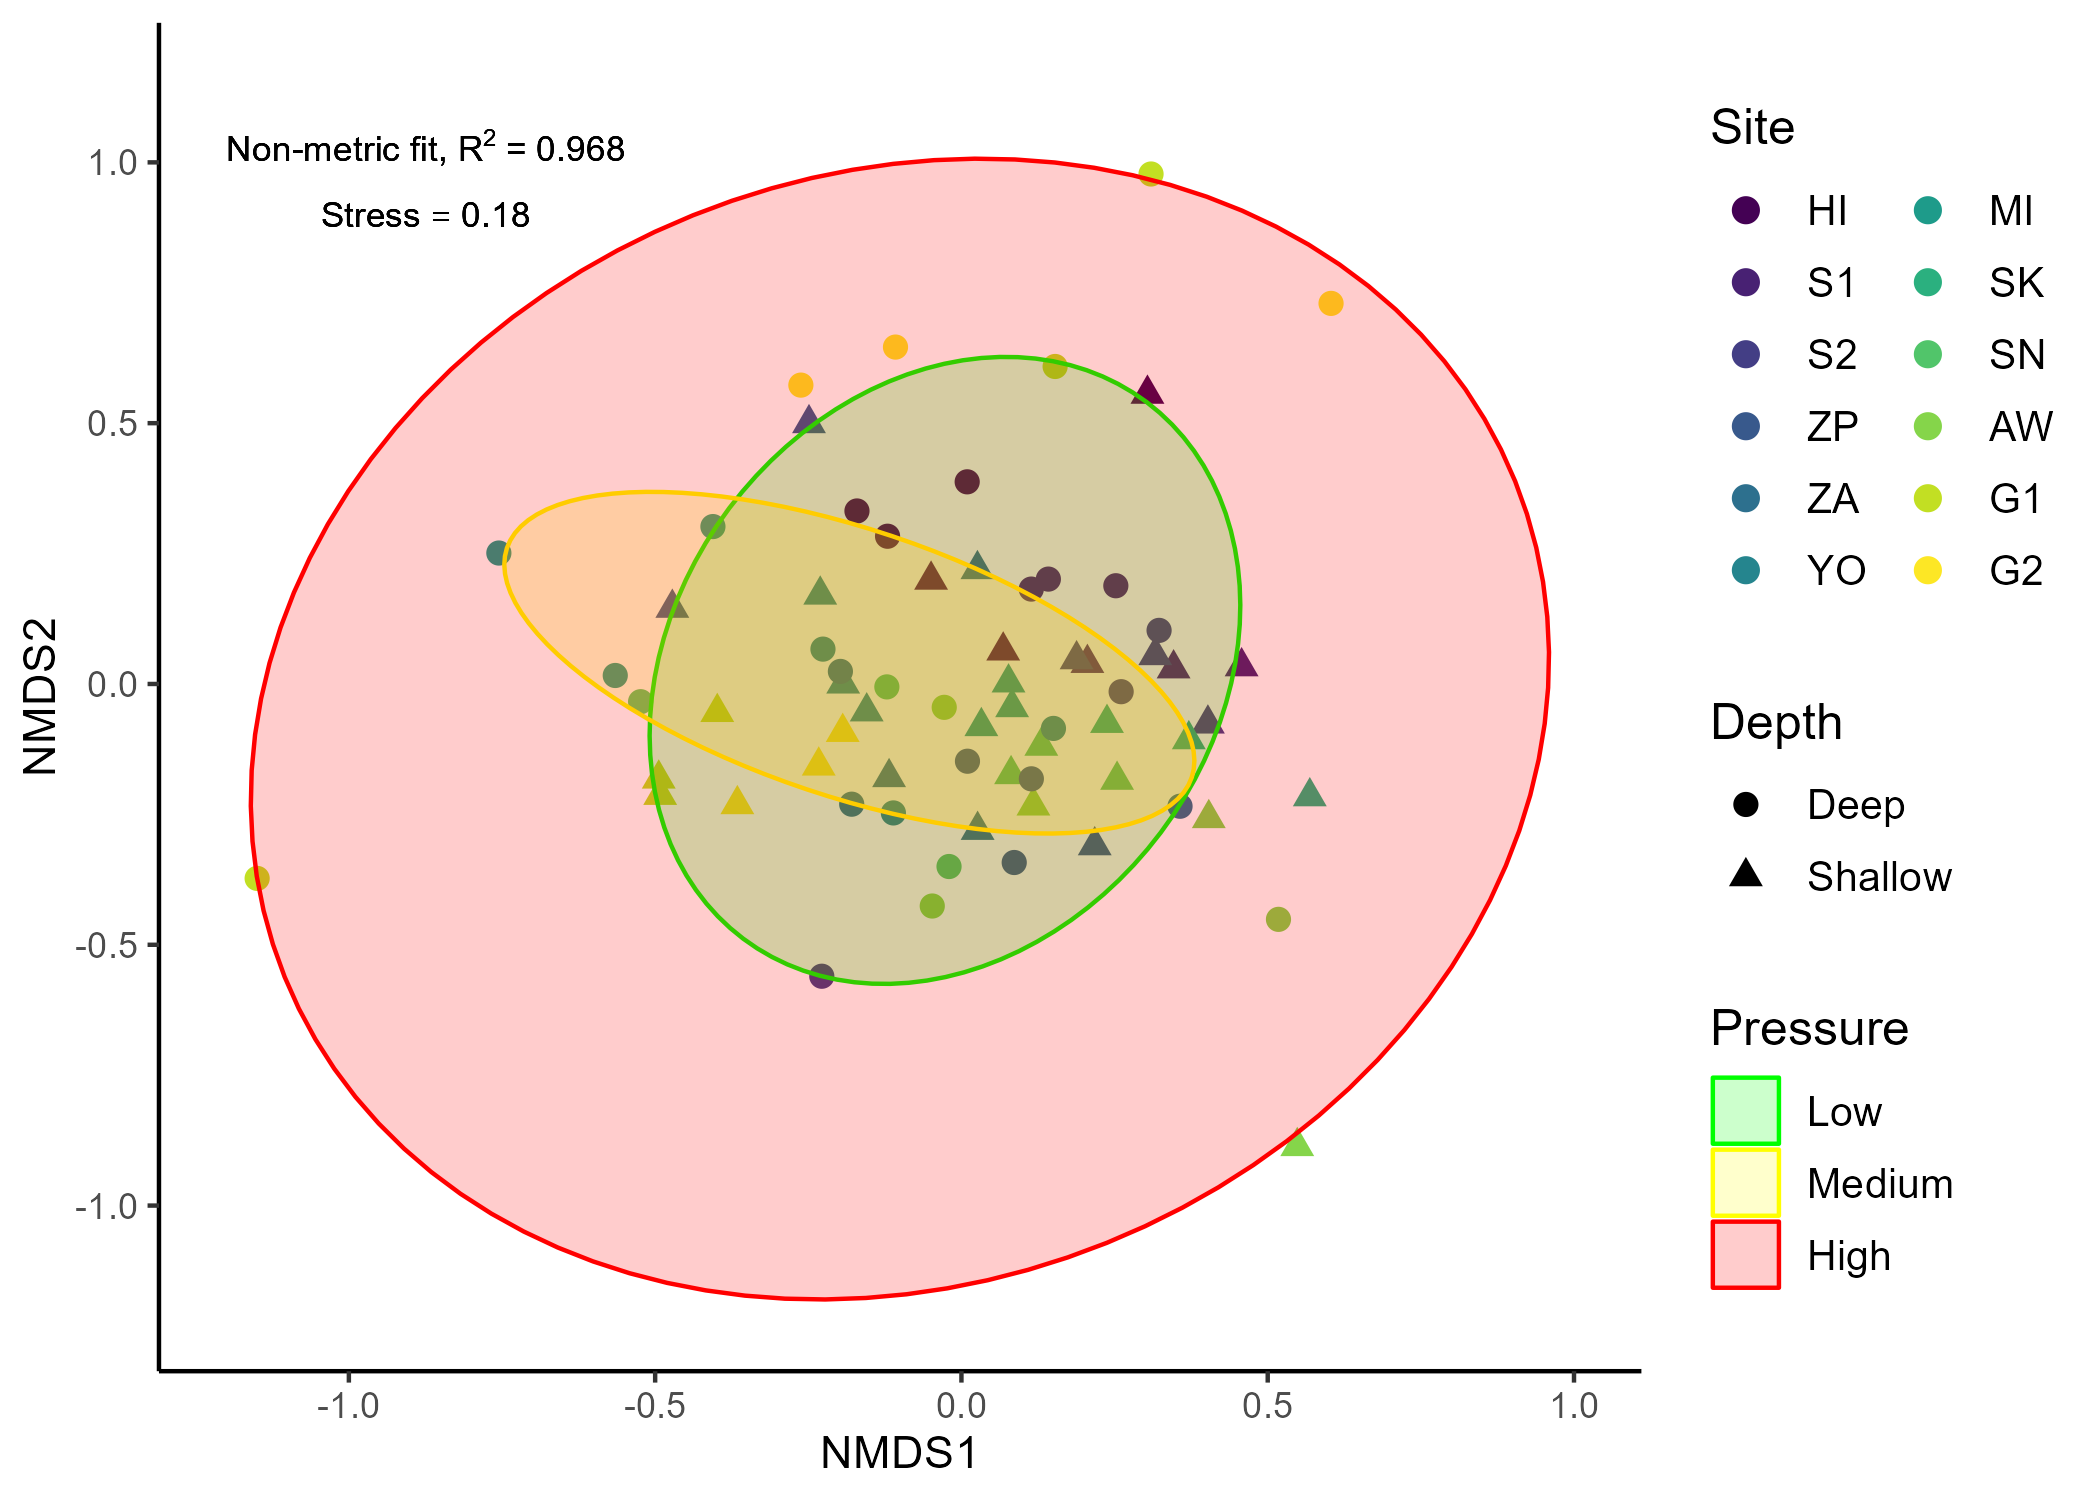 Non-metric fit, R² = 0.968
Stress = 0.18
NMDS2
1.0
0.5
0.0
-0.5
-1.0
-1.0
-0.5
0.0
0.5
1.0
NMDS1
Site
HI
MI
S1
SK
S2
SN
ZP
AW
ZA
G1
YO
G2
Depth
Deep
Shallow
Pressure
Low
Medium
High